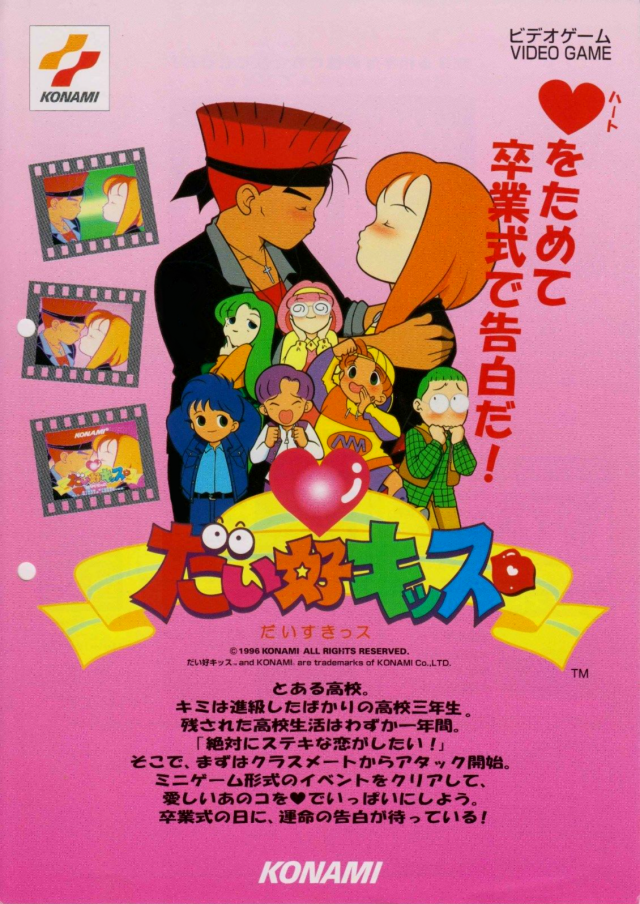 KONAMI
ビデオゲーム
VIDEO GAME
♥をためて
ハート
卒業式で告白だ!
KONAMI
だい好キッス
だい好キッス
だいすきっス
©1996 KONAMI ALL RIGHTS RESERVED.
だい好キッス™ and KONAMI® are trademarks of KONAMI Co.,LTD.
TM
とある高校。
キミは進級したばかりの高校三年生。
残された高校生活はわずか一年間。
「絶対にステキな恋がしたい!」
そこで、まずはクラスメートからアタック開始。
ミニゲーム形式のイベントをクリアして、
愛しいあのコを♥でいっぱいにしよう。
卒業式の日に、運命の告白が待っている!
KONAMI